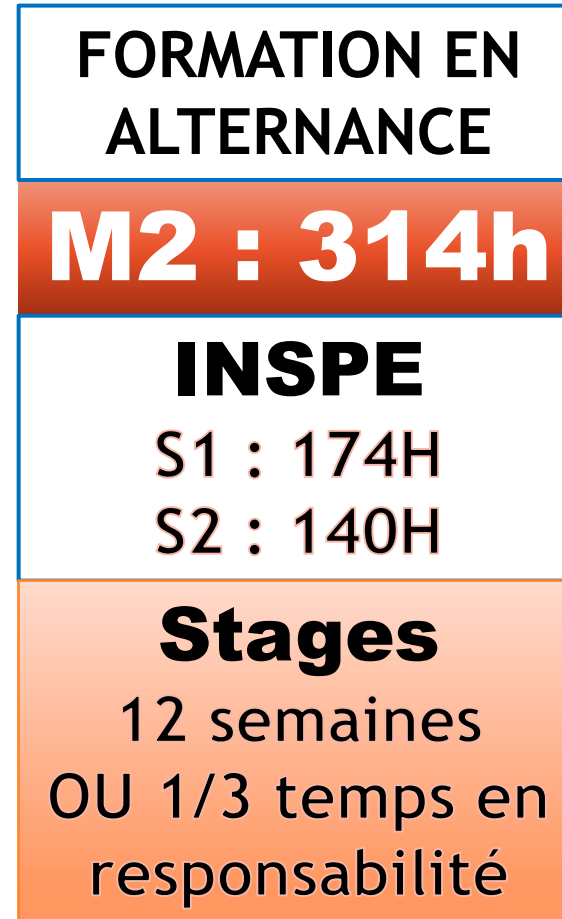 FORMATION EN
ALTERNANCE
M2 : 314h
INSPE
S1 : 174H
S2 : 140H
Stages
12 semaines
OU 1/3 temps en
responsabilité